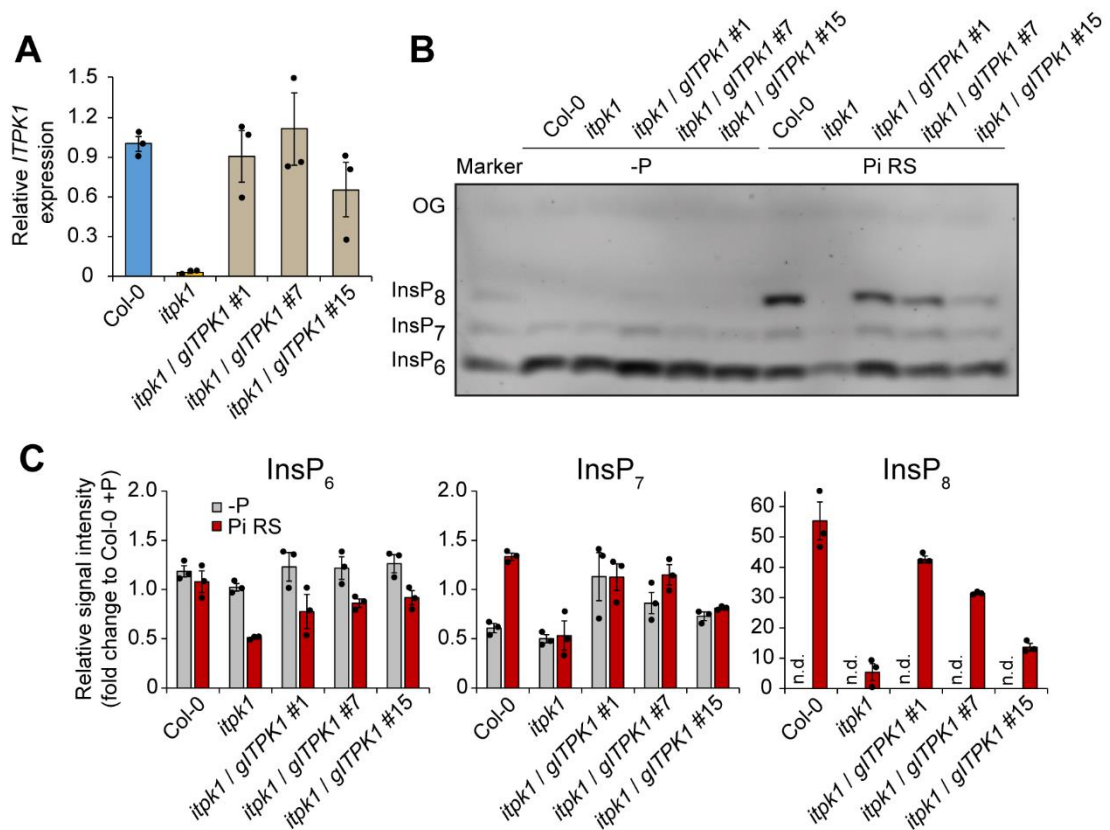 A
Relative ITPK1
expression
1.5
1.2
0.9
0.6
0.3
0
Col-0
itpk1
itpk1 / gITPK1 #1
itpk1 / gITPK1 #7
itpk1 / gITPK1 #15
B
Col-0
itpk1
itpk1 / gITPk1 #1
itpk1 / gITPk1 #7
itpk1 / gITPk1 #15
Col-0
itpk1
itpk1 / gITPk1 #1
itpk1 / gITPk1 #7
itpk1 / gITPk1 #15
Marker
-P
Pi RS
OG
InsP8
InsP7
InsP6
C
Relative signal intensity
(fold change to Col-0 +P)
InsP6
-P
Pi RS
2.0
1.5
1.0
0.5
0
Col-0
itpk1
itpk1 / gITPK1 #1
itpk1 / gITPK1 #7
itpk1 / gITPK1 #15
InsP7
2.0
1.5
1.0
0.5
0
Col-0
itpk1
itpk1 / gITPK1 #1
itpk1 / gITPK1 #7
itpk1 / gITPK1 #15
InsP8
60
50
40
30
20
10
0
n.d.
n.d.
n.d.
n.d.
n.d.
Col-0
itpk1
itpk1 / gITPK1 #1
itpk1 / gITPK1 #7
itpk1 / gITPK1 #15